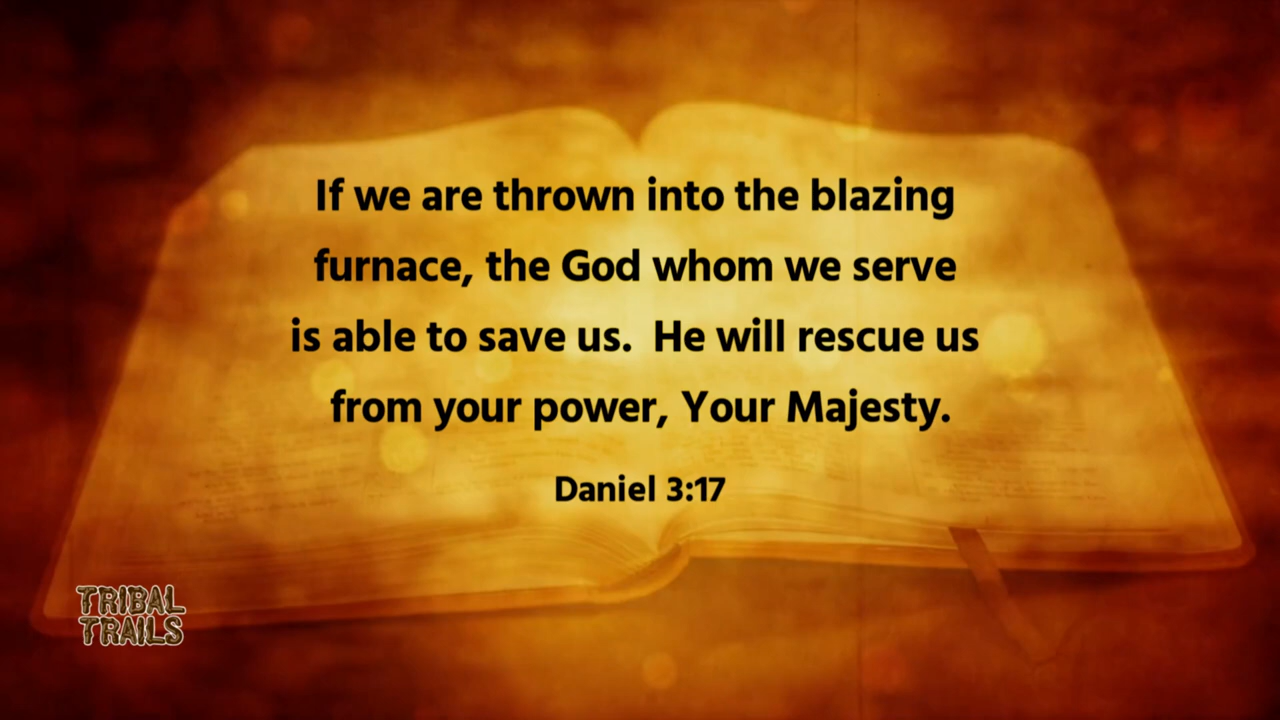 If we are thrown into the blazing
furnace, the God whom we serve
is able to save us.  He will rescue us
from your power, Your Majesty.
Daniel 3:17
TRIBAL
TRAILS